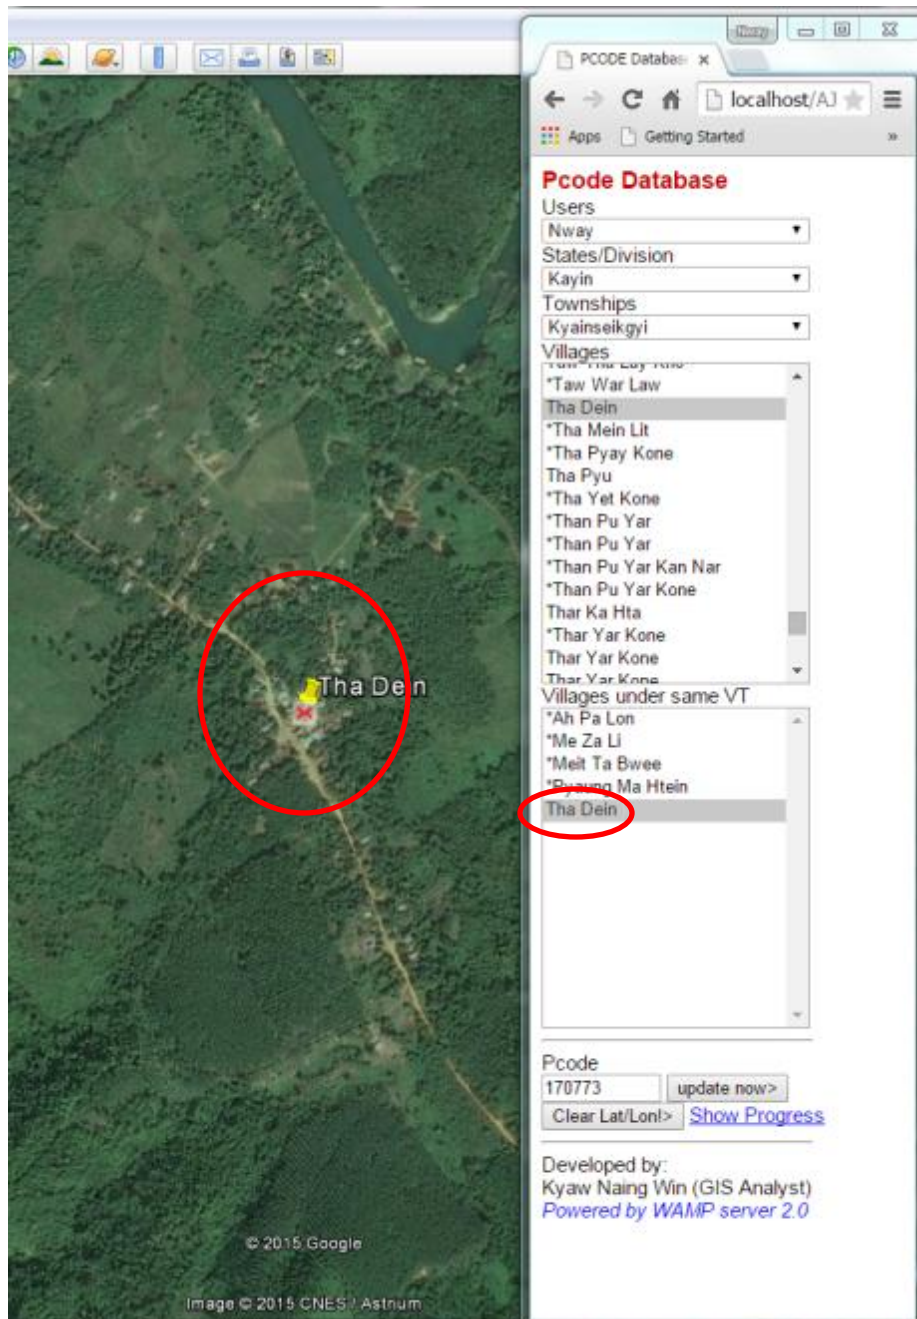 Tha Dein
© 2015 Google
Image © 2015 CNES / Astrium
Nway
PCODE Databas
localhost/AJ
Apps
Getting Started
»
Pcode Database
Users
Nway
States/Division
Kayin
Townships
Kyainseikgyi
Villages
*Taw War Law
Tha Dein
*Tha Mein Lit
*Tha Pyay Kone
Tha Pyu
*Tha Yet Kone
*Than Pu Yar
*Than Pu Yar
*Than Pu Yar Kan Nar
*Than Pu Yar Kone
Thar Ka Hta
*Thar Yar Kone
Thar Yar Kone
Thar Yar Kone
Villages under same VT
*Ah Pa Lon
*Me Za Li
*Meit Ta Bwee
*Pyaung Ma Htein
Tha Dein
Pcode
170773 update now>
Clear Lat/Lon!> Show Progress
Developed by:
Kyaw Naing Win (GIS Analyst)
Powered by WAMP server 2.0